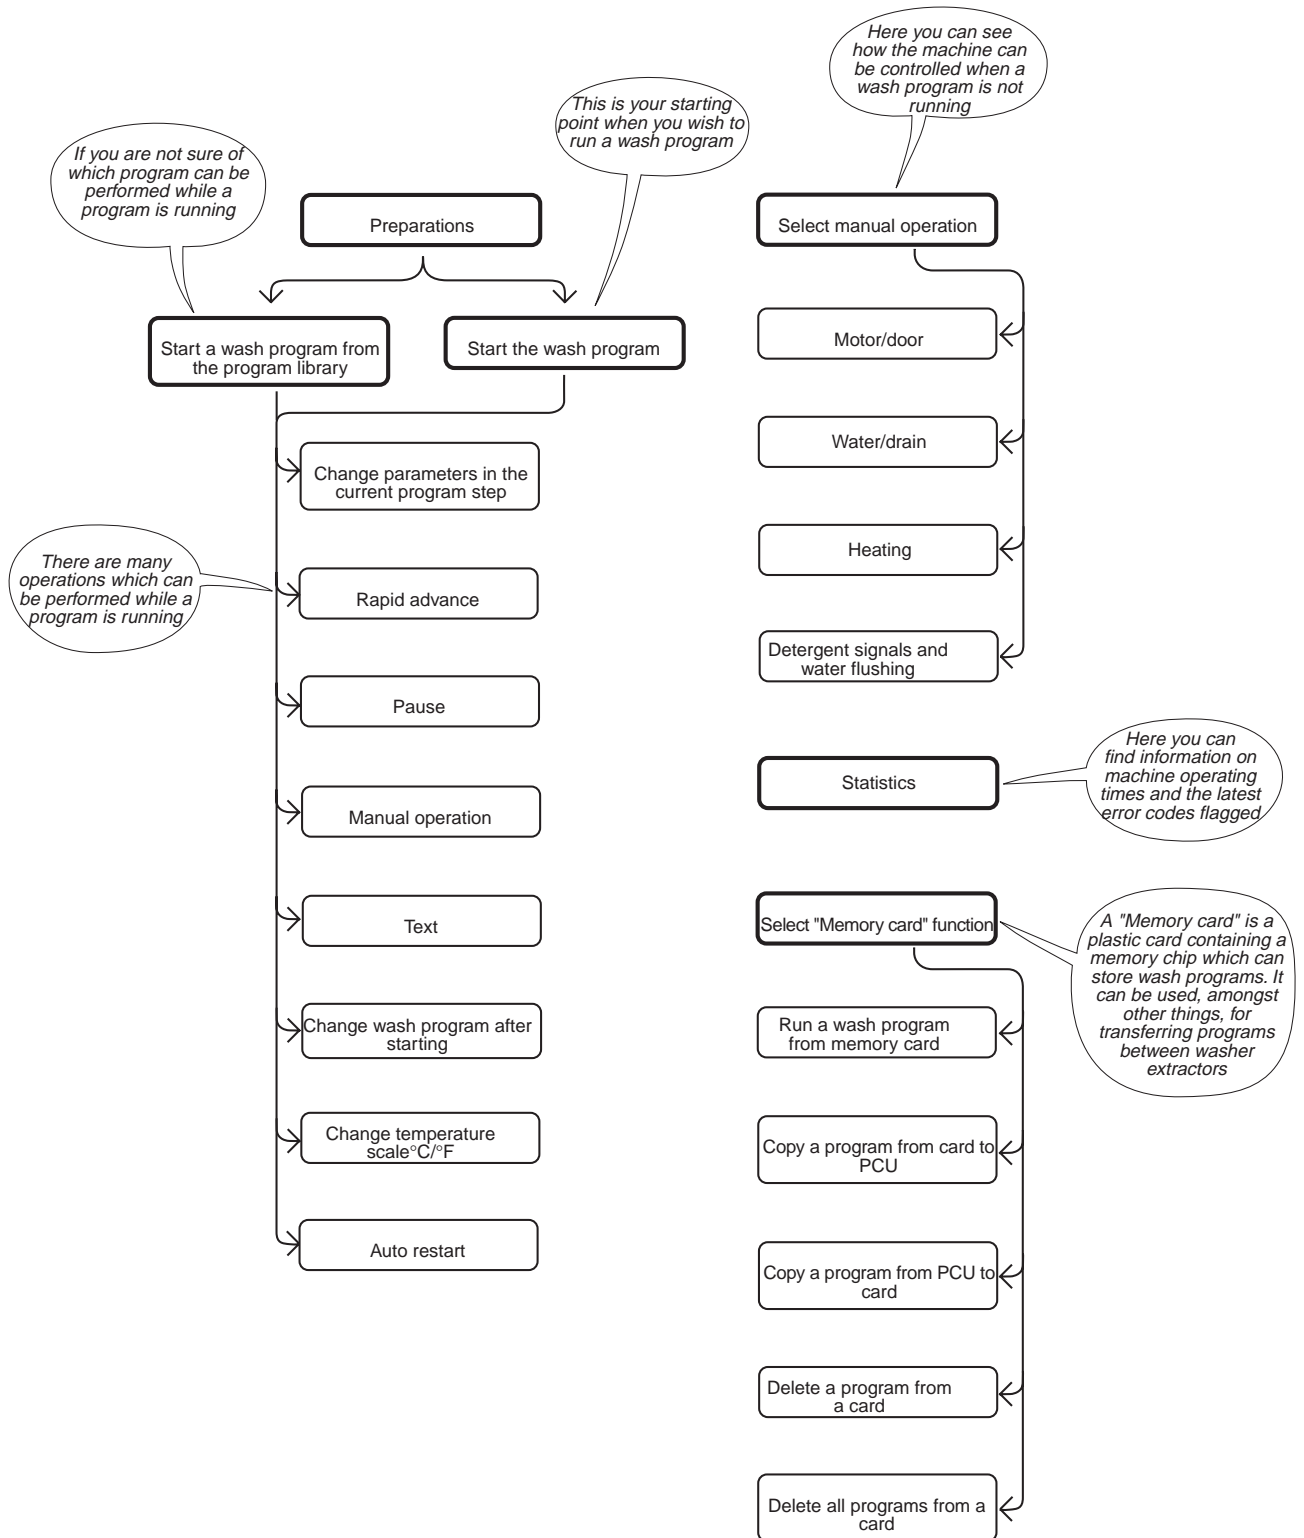 Here you can see
how the machine can
be controlled when a
wash program is not
running
This is your starting
point when you wish to
run a wash program
If you are not sure of
which program can be
performed while a
program is running
Preparations
Select manual operation
Start a wash program from
the program library
Start the wash program
Motor/door
Water/drain
Heating
Detergent signals and
water flushing
Change parameters in the
current program step
There are many
operations which can
be performed while a
program is running
Rapid advance
Pause
Manual operation
Text
Change wash program after
starting
Change temperature
scale°C/°F
Auto restart
Statistics
Here you can
find information on
machine operating
times and the latest
error codes flagged
Select "Memory card" function
A "Memory card" is a
plastic card containing a
memory chip which can
store wash programs. It
can be used, amongst
other things, for
transferring programs
between washer
extractors
Run a wash program
from memory card
Copy a program from card to
PCU
Copy a program from PCU to
card
Delete a program from
a card
Delete all programs from a
card